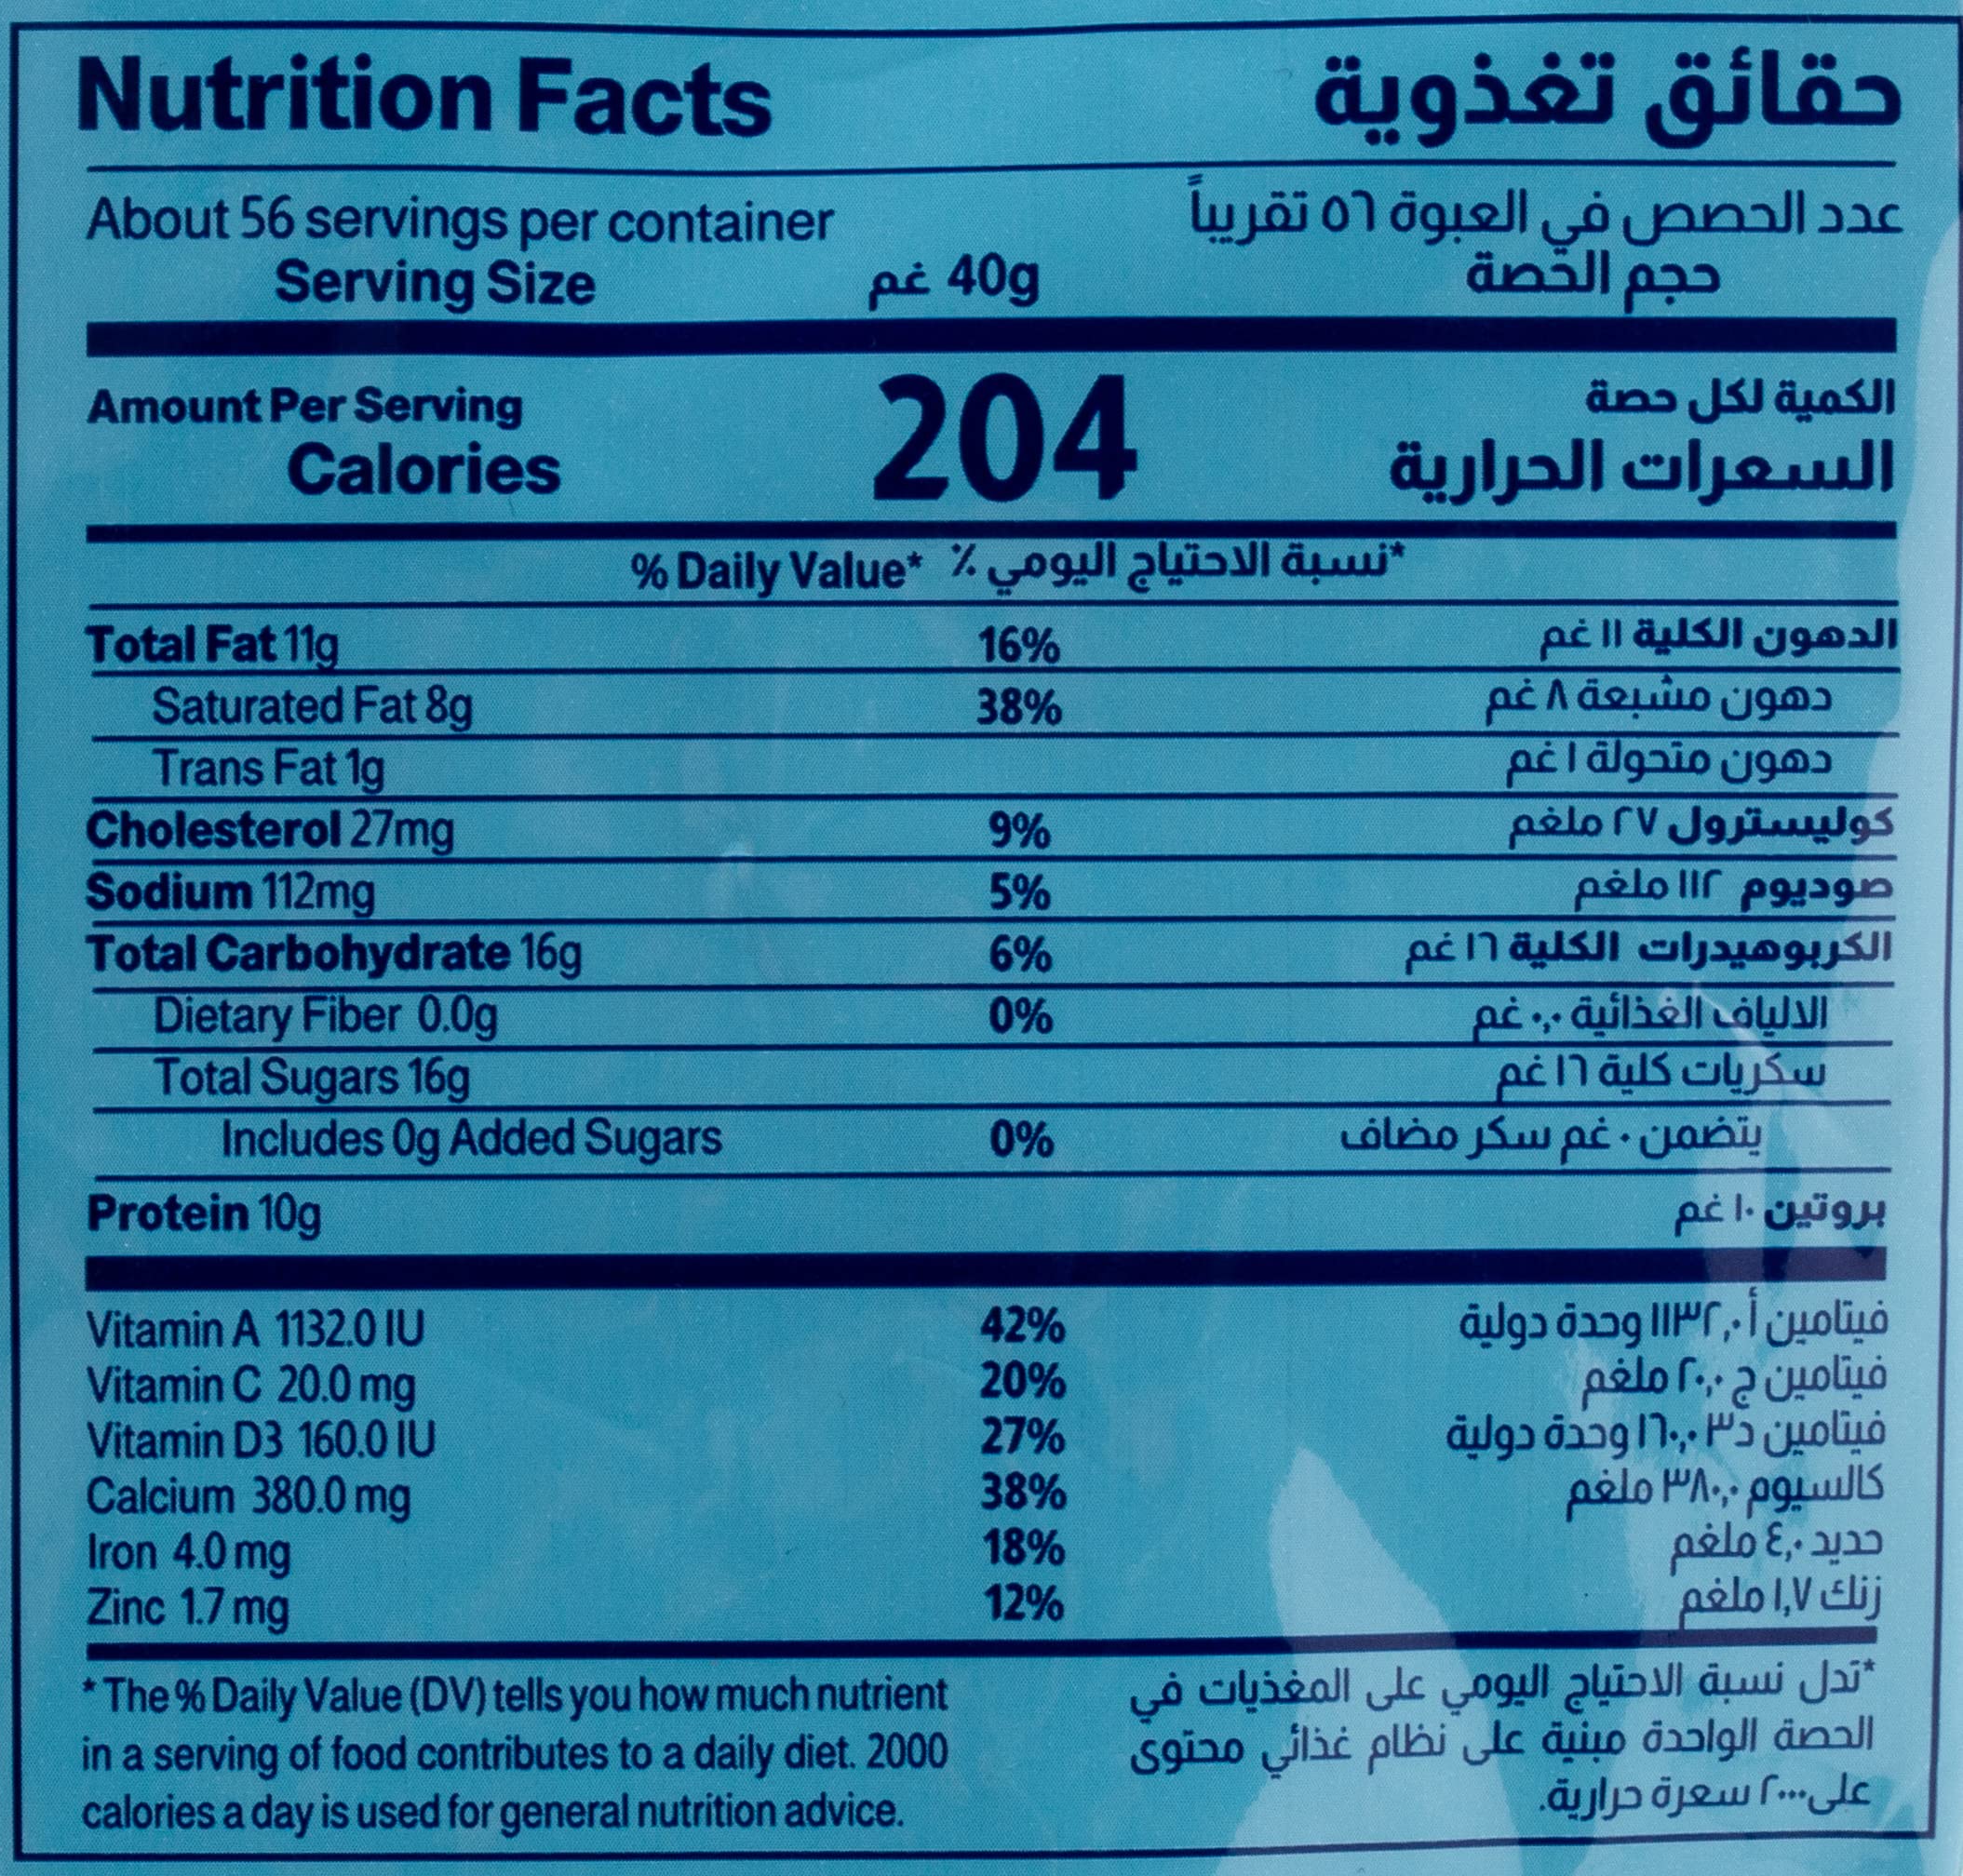 Nutrition Facts حقائق تغذوية
About 56 servings per container عدد الحصص في العبوة ٥٦ تقريباً
Serving Size 40g غم حجم الحصة
Amount Per Serving الكمية لكل حصة
Calories 204 السعرات الحرارية
% Daily Value* *نسبة الاحتياج اليومي ٪
Total Fat 11g 16% الدهون الكلية ١١ غم
Saturated Fat 8g 38% دهون مشبعة ٨ غم
Trans Fat 1g دهون متحولة ١ غم
Cholesterol 27mg 9% كوليسترول ٢٧ ملغم
Sodium 112mg 5% صوديوم ١١٢ ملغم
Total Carbohydrate 16g 6% الكربوهيدرات الكلية ١٦ غم
Dietary Fiber 0.0g 0% الالياف الغذائية ٠,٠ غم
Total Sugars 16g سكريات كلية ١٦ غم
Includes 0g Added Sugars 0% يتضمن ٠ غم سكر مضاف
Protein 10g بروتين ١٠ غم
Vitamin A 1132.0 IU 42% فيتامين أ ١١٣٢,٠ وحدة دولية
Vitamin C 20.0 mg 20% فيتامين ج ٢٠,٠ ملغم
Vitamin D3 160.0 IU 27% فيتامين د٣ ١٦٠,٠ وحدة دولية
Calcium 380.0 mg 38% كالسيوم ٣٨٠,٠ ملغم
Iron 4.0 mg 18% حديد ٤,٠ ملغم
Zinc 1.7 mg 12% زنك ١,٧ ملغم
* The % Daily Value (DV) tells you how much nutrient
in a serving of food contributes to a daily diet. 2000
calories a day is used for general nutrition advice.
*تدل نسبة الاحتياج اليومي على المغذيات في
الحصة الواحدة مبنية على نظام غذائي محتوى
على ٢٠٠٠ سعرة حرارية.